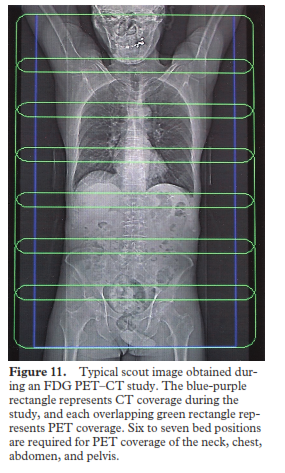 Figure 11. Typical scout image obtained dur-
ing an FDG PET–CT study. The blue-purple
rectangle represents CT coverage during the
study, and each overlapping green rectangle rep-
resents PET coverage. Six to seven bed positions
are required for PET coverage of the neck, chest,
abdomen, and pelvis.